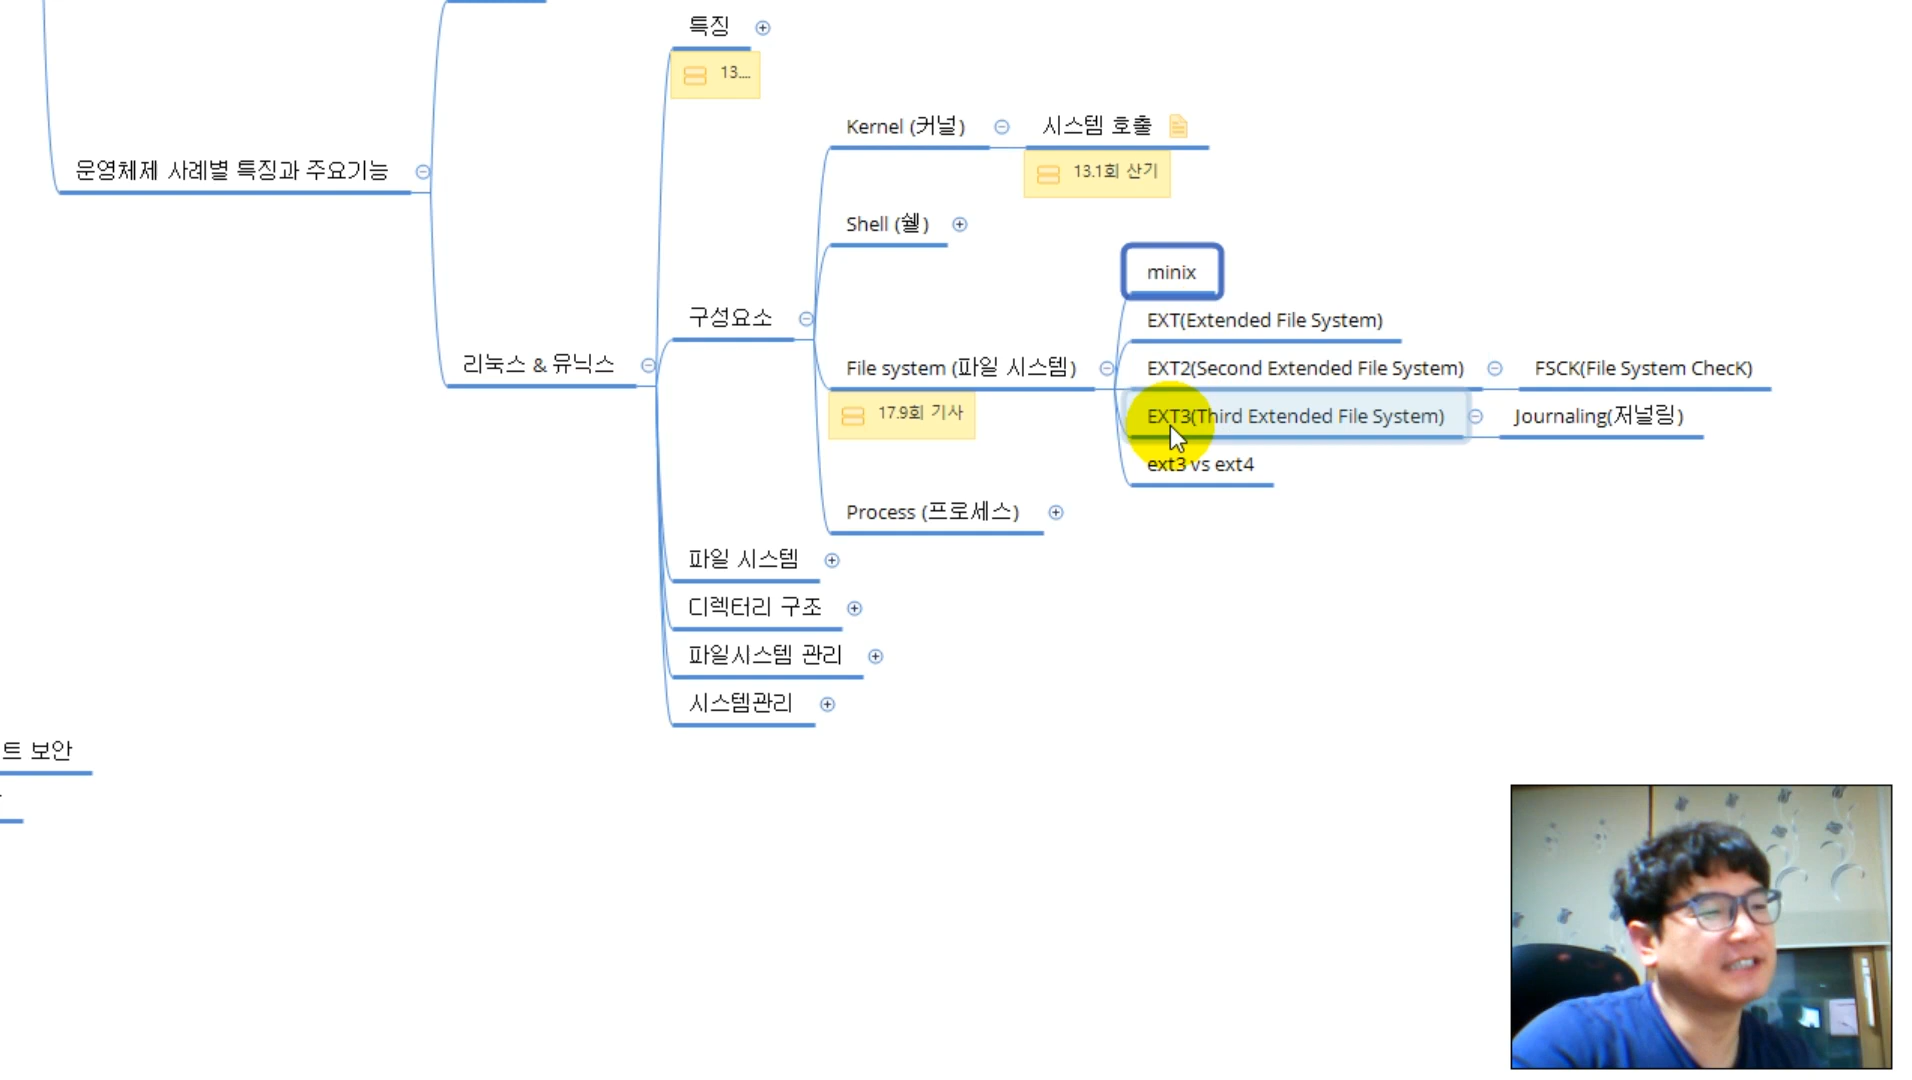 특징
13....
Kernel (커널)
시스템 호출
13.1회 산기
운영체제 사례별 특징과 주요기능
Shell (쉘)
minix
구성요소
EXT(Extended File System)
리눅스 & 유닉스
File system (파일 시스템)
EXT2(Second Extended File System)
FSCK(File System ChecK)
17.9회 기사
EXT3(Third Extended File System)
Journaling(저널링)
ext3 vs ext4
Process (프로세스)
파일 시스템
디렉터리 구조
파일시스템 관리
시스템관리
트 보안